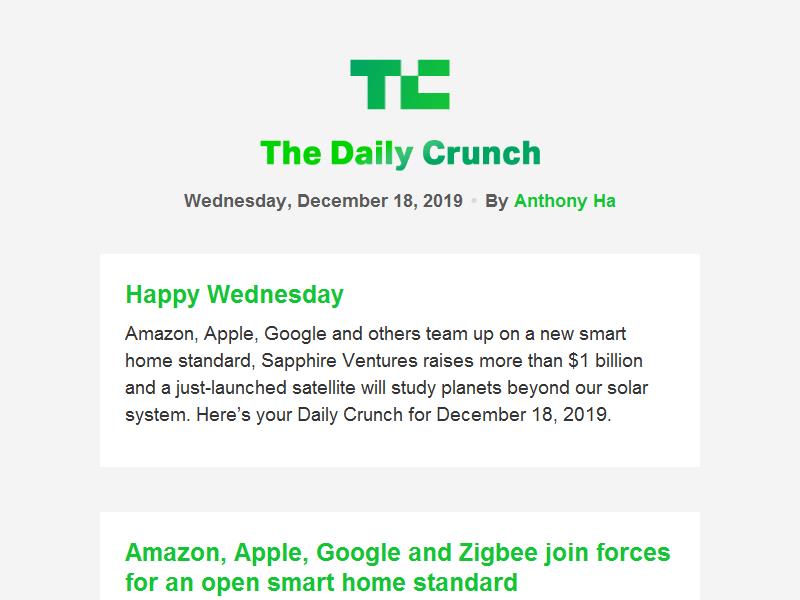 TC
The Daily Crunch
Wednesday, December 18, 2019 • By Anthony Ha
Happy Wednesday
Amazon, Apple, Google and others team up on a new smart
home standard, Sapphire Ventures raises more than $1 billion
and a just-launched satellite will study planets beyond our solar
system. Here’s your Daily Crunch for December 18, 2019.
Amazon, Apple, Google and Zigbee join forces
for an open smart home standard